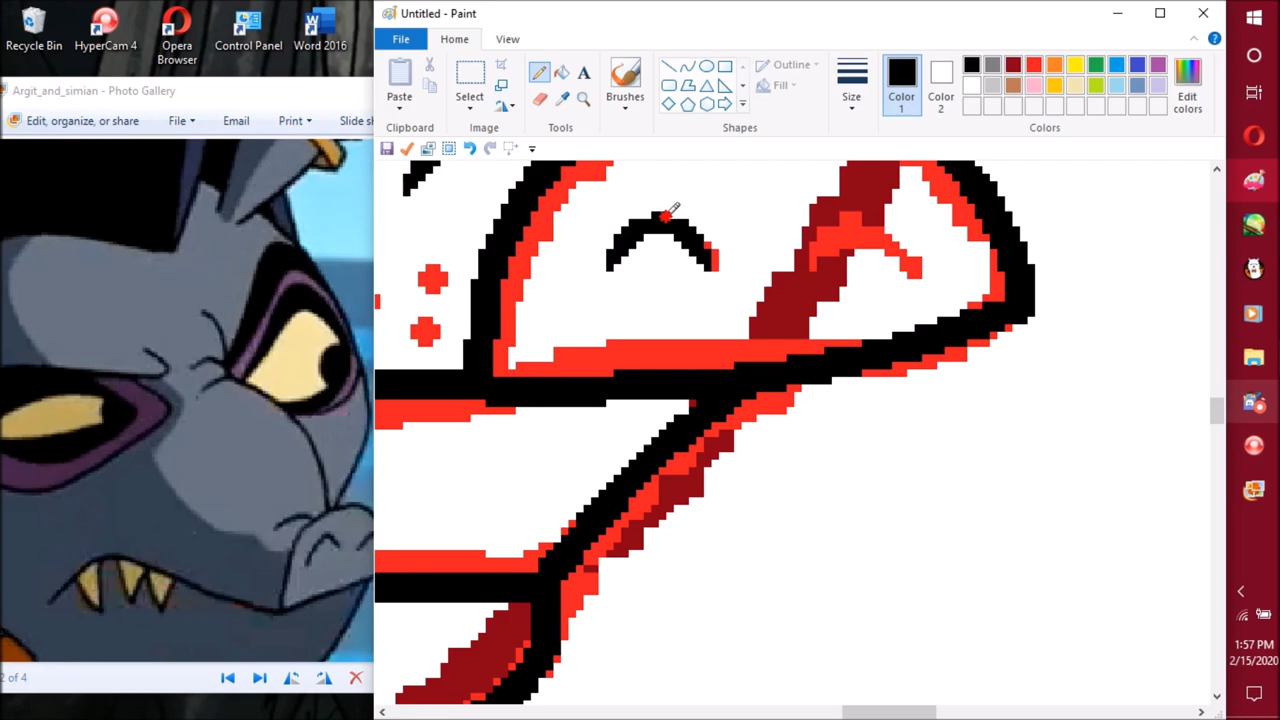 Recycle Bin
HyperCam 4
Opera
Browser
Control Panel
Word 2016
Argit_and_simian - Photo Gallery
Edit, organize, or share
File
Email
Print
Slide sh
2 of 4
Untitled - Paint
File
Home
View
Paste
Select
Brushes
Outline
Fill
Size
Color
1
Color
2
Edit
colors
Clipboard
Image
Tools
Shapes
Colors
1:57 PM
2/15/2020